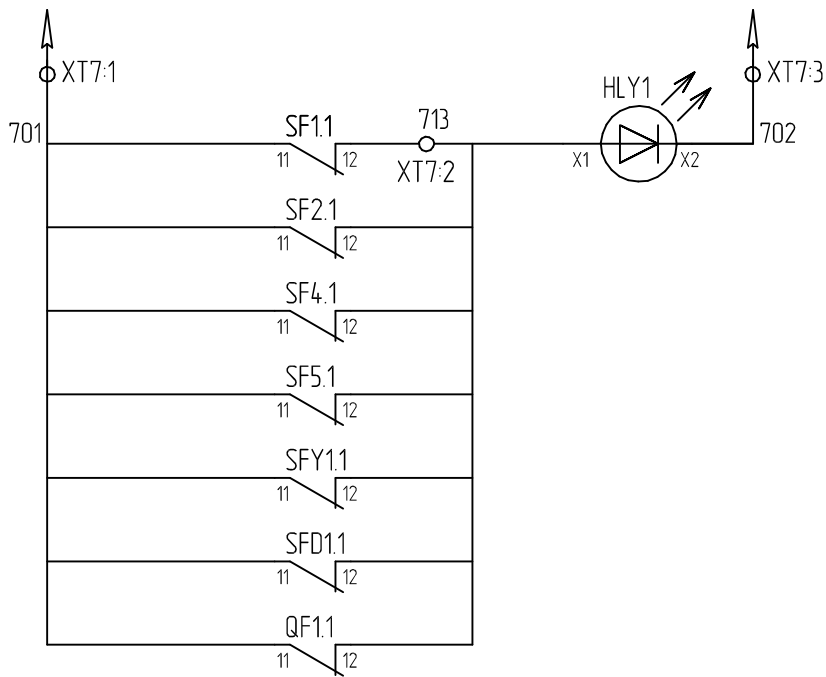 XT7:1
XT7:3
HLY1
701
SF1.1
713
702
11
12
XT7:2
X1
X2
SF2.1
11
12
SF4.1
11
12
SF5.1
11
12
SFY1.1
11
12
SFD1.1
11
12
QF1.1
11
12